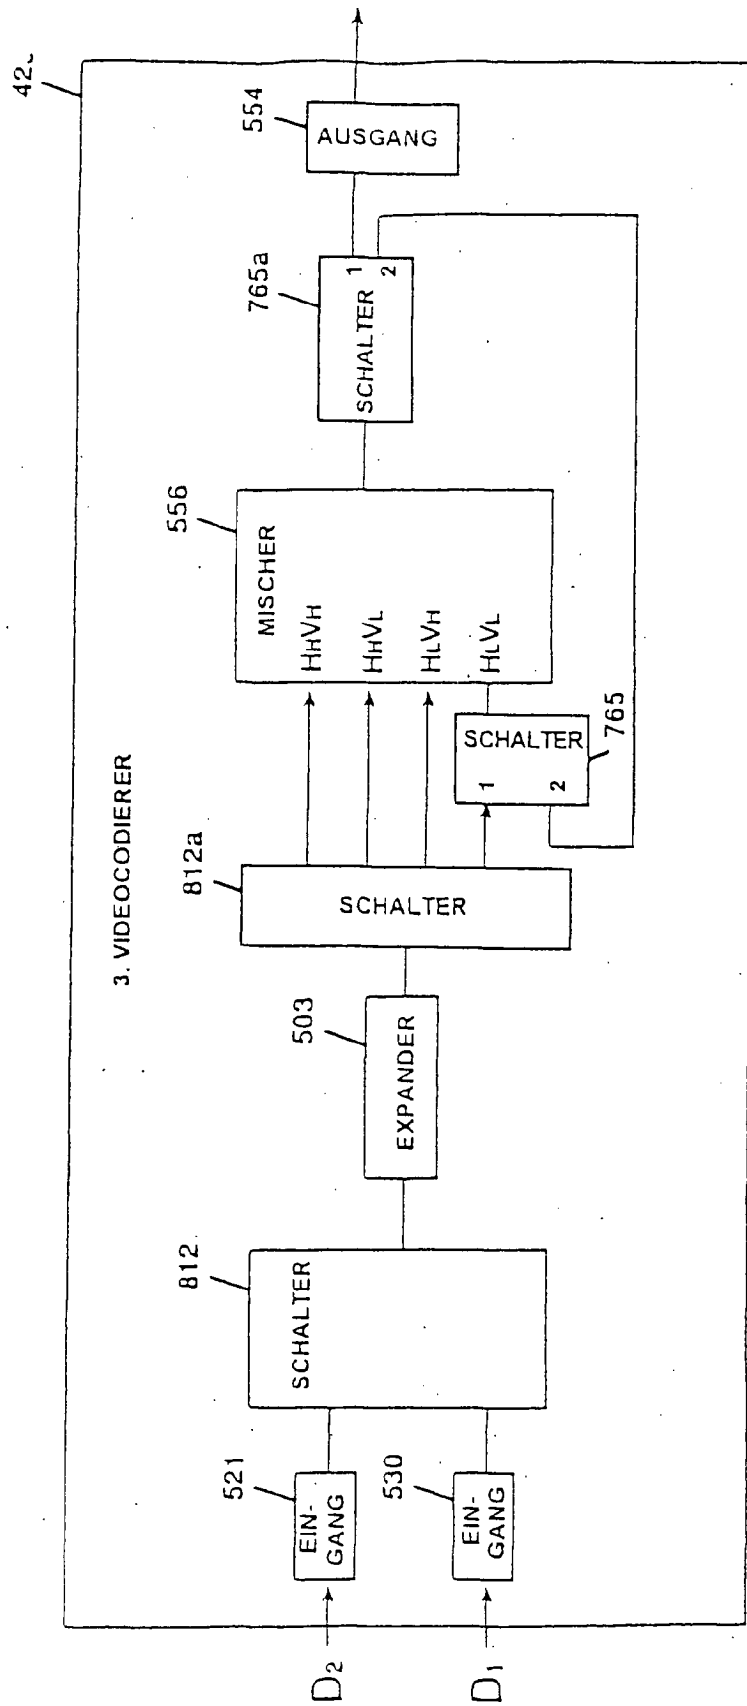 42
3. VIDEOCODIERER
D₂
EIN-
GANG
521
D₁
EIN-
GANG
530
SCHALTER
812
EXPANDER
503
SCHALTER
812a
MISCHER
556
HHVH
HHVL
HLVH
HLVL
SCHALTER
1
2
765
SCHALTER
1
2
765a
AUSGANG
554